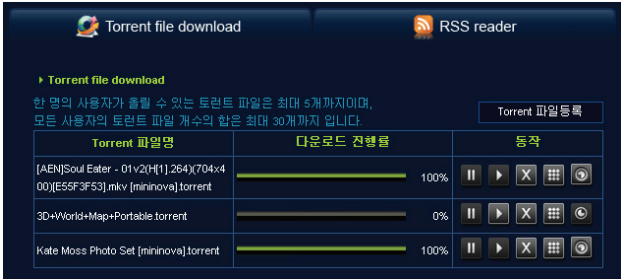 Torrent file download
RSS reader
Torrent file download
한 명의 사용자가 올릴 수 있는 토런트 파일은 최대 5개까지이며,
모든 사용자의 토런트 파일 개수의 합은 최대 30개까지 입니다.
Torrent 파일등록
Torrent 파일명
다운로드 진행률
동작
[AEN]Soul Eater - 01v2(H[1].264)(704x4
00)[E55F3F53].mkv [mininova].torrent
100%
3D+World+Map+Portable.torrent
0%
Kate Moss Photo Set [mininova].torrent
100%